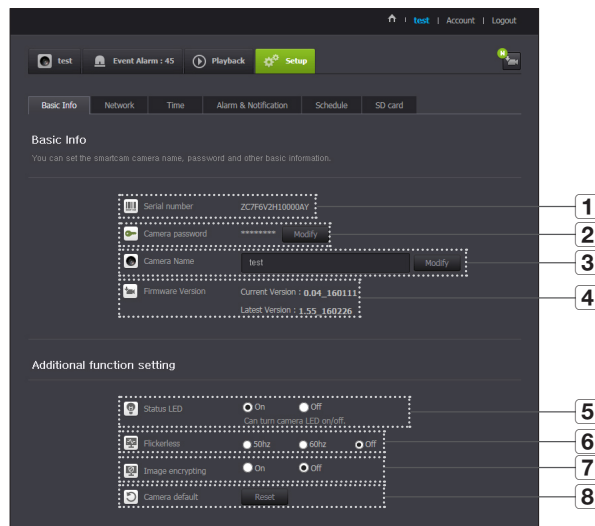 test | Account | Logout
test Event Alarm : 45 Playback Setup
N
Basic Info Network Time Alarm & Notification Schedule SD card
Basic Info
You can set the smartcam camera name, password and other basic information.
Serial number ZC7F6V2H10000AY 1
Camera password ******** Modify 2
Camera Name test Modify 3
Firmware Version Current Version : 0.04_160111 4
Latest Version : 1.55_160226
Additional function setting
Status LED On Off 5
Can turn camera LED on/off.
Flickerless 50hz 60hz Off 6
Image encrypting On Off 7
Camera default Reset 8